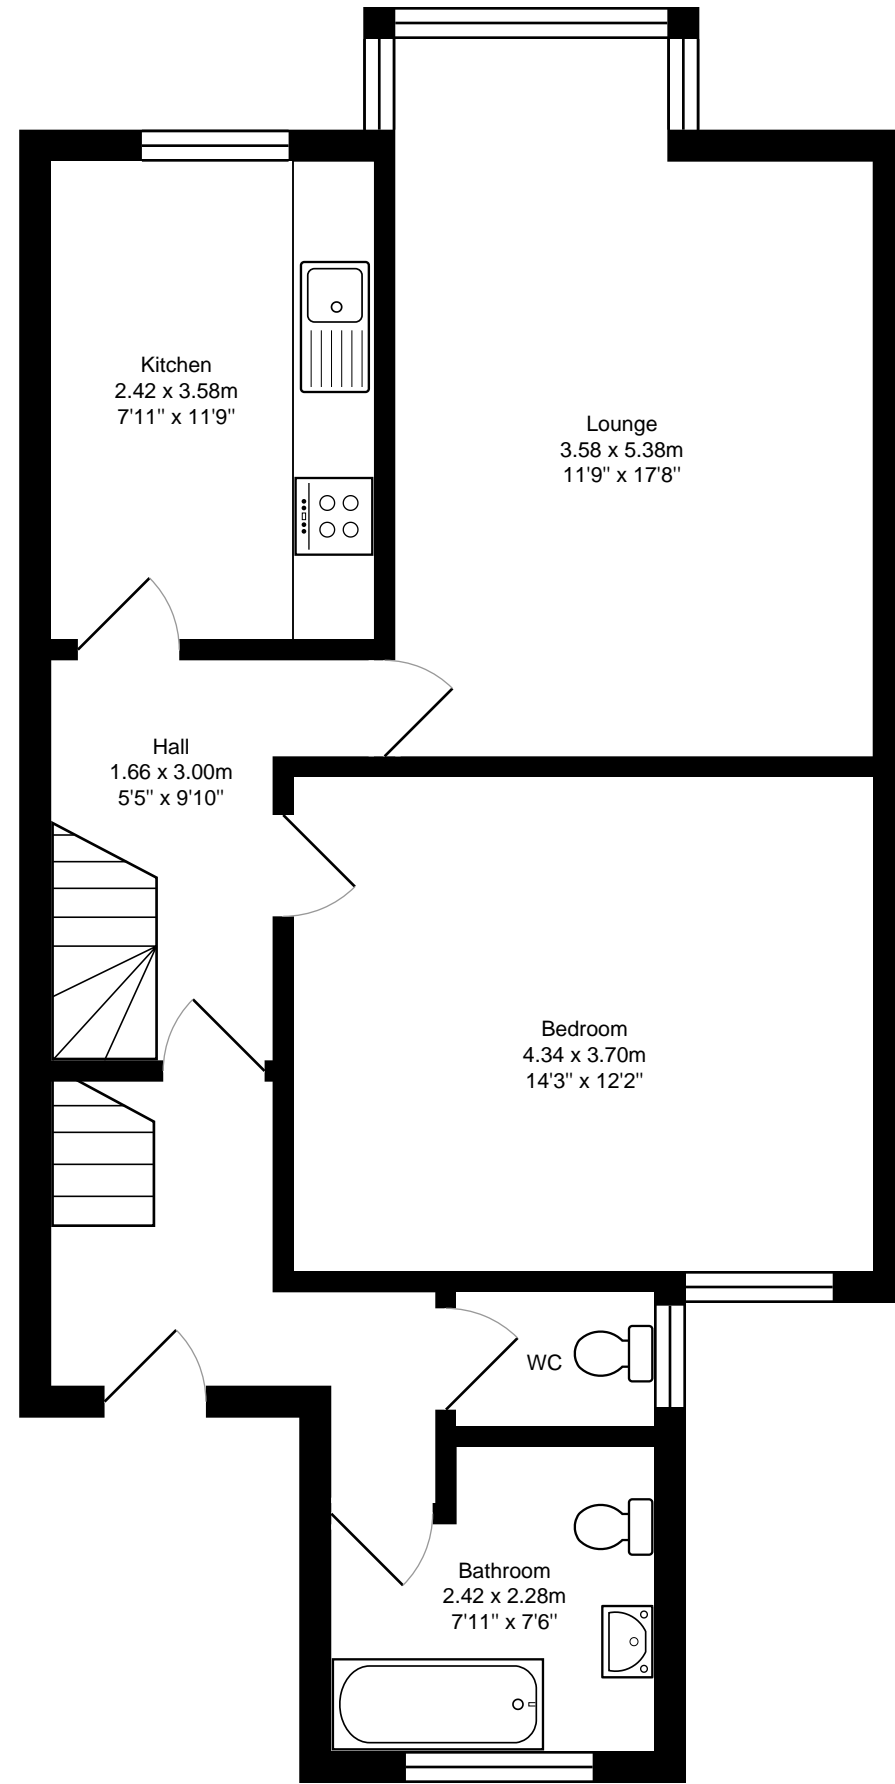 Kitchen
2.42 x 3.58m
7'11" x 11'9"
Lounge
3.58 x 5.38m
11'9" x 17'8"
Hall
1.66 x 3.00m
5'5" x 9'10"
Bedroom
4.34 x 3.70m
14'3" x 12'2"
WC
Bathroom
2.42 x 2.28m
7'11" x 7'6"